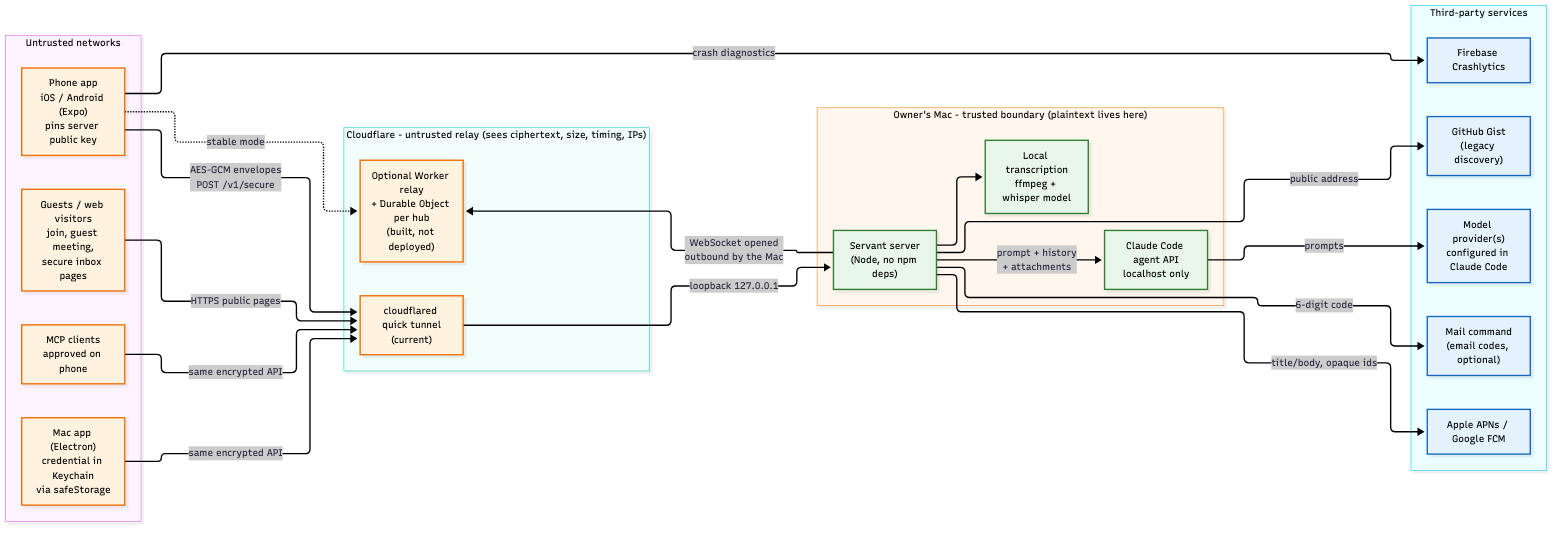 Untrusted networks
Phone app
iOS / Android
(Expo)
pins server
public key
Guests / web
visitors
join, guest
meeting,
secure inbox
pages
MCP clients
approved on
phone
Mac app
(Electron)
credential in
Keychain
via safeStorage
crash diagnostics
stable mode
AES-GCM envelopes
POST /v1/secure
HTTPS public pages
same encrypted API
same encrypted API
Cloudflare - untrusted relay (sees ciphertext, size, timing, IPs)
Optional Worker
relay
+ Durable Object
per hub
(built, not
deployed)
cloudflared
quick tunnel
(current)
WebSocket opened
outbound by the Mac
loopback 127.0.0.1
Owner's Mac - trusted boundary (plaintext lives here)
Local
transcription
ffmpeg +
whisper model
Servant server
(Node, no npm
deps)
prompt + history
+ attachments
Claude Code
agent API
localhost only
public address
prompts
6-digit code
title/body, opaque ids
Third-party services
Firebase
Crashlytics
GitHub Gist
(legacy
discovery)
Model
provider(s)
configured in
Claude Code
Mail command
(email codes,
optional)
Apple APNs /
Google FCM